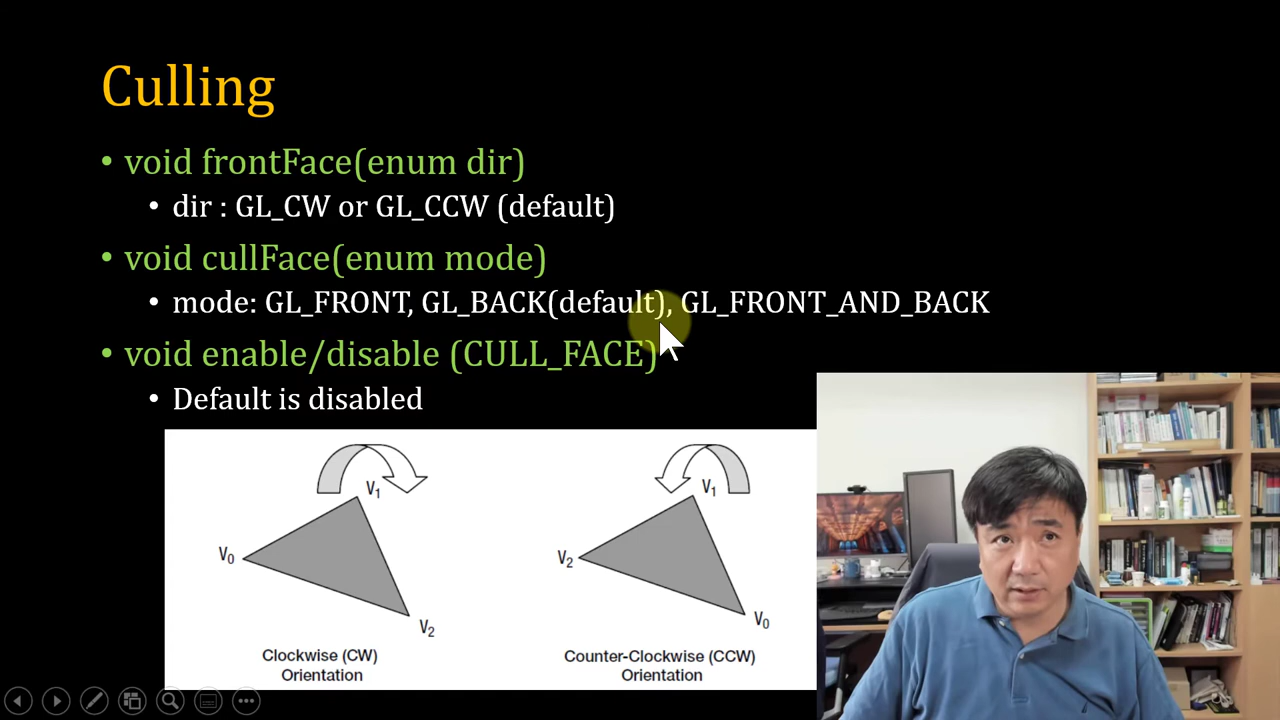 Culling
• void frontFace(enum dir)
• dir : GL_CW or GL_CCW (default)
• void cullFace(enum mode)
• mode: GL_FRONT, GL_BACK(default), GL_FRONT_AND_BACK
• void enable/disable (CULL_FACE)
• Default is disabled
V1
V0
V2
Clockwise (CW)
Orientation
V1
V2
V0
Counter-Clockwise (CCW)
Orientation